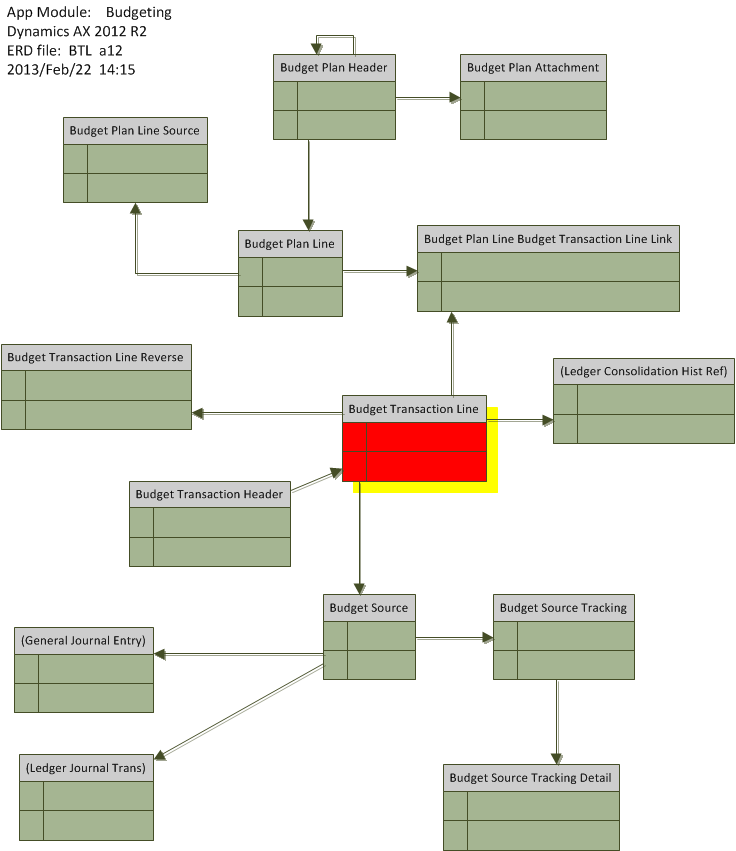 App Module: Budgeting
Dynamics AX 2012 R2
ERD file: BTL a12
2013/Feb/22 14:15
Budget Plan Header
Budget Plan Attachment
Budget Plan Line Source
Budget Plan Line
Budget Plan Line Budget Transaction Line Link
Budget Transaction Line Reverse
(Ledger Consolidation Hist Ref)
Budget Transaction Line
Budget Transaction Header
Budget Source
Budget Source Tracking
(General Journal Entry)
(Ledger Journal Trans)
Budget Source Tracking Detail